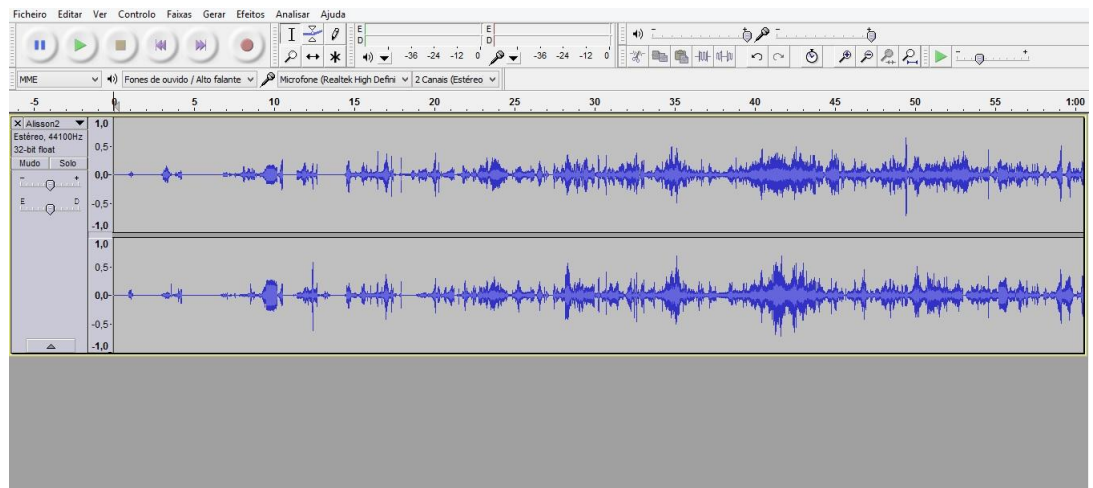 Ficheiro Editar Ver Controlo Faixas Gerar Efeitos Analisar Ajuda
E
D
-36 -24 -12 0
E
D
-36 -24 -12 0
- +
MME Fones de ouvido / Alto falante Microfone (Realtek High Defini 2 Canais (Estéreo
-5 0 5 10 15 20 25 30 35 40 45 50 55 1:00
X Alisson2
Estéreo, 44100Hz
32-bit float
Mudo Solo
- +
E D
1,0
0,5-
0,0-
-0,5-
-1,0
1,0
0,5-
0,0-
-0,5-
-1,0